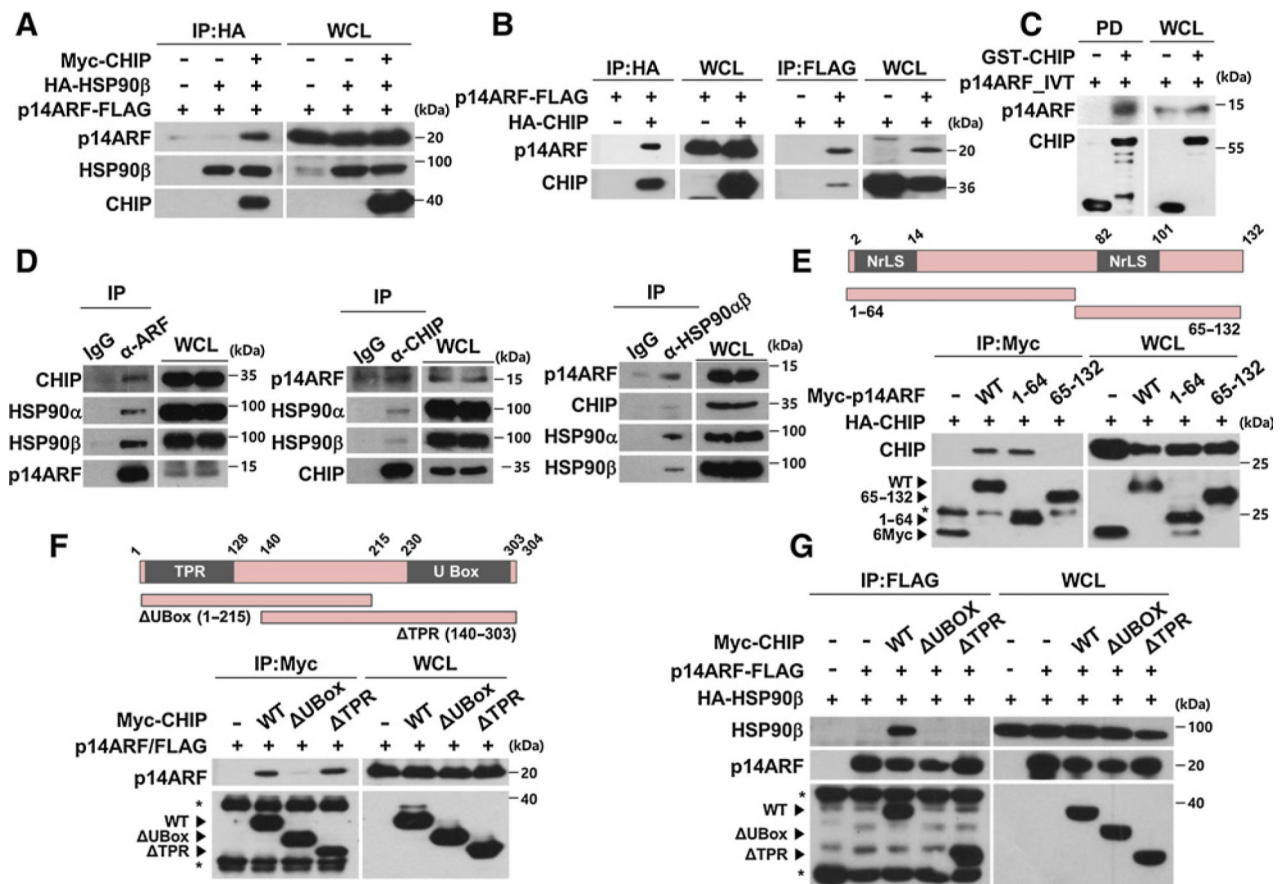 A
IP:HA WCL
Myc-CHIP - - + - - +
HA-HSP90β - + + - + +
p14ARF-FLAG + + + + + + (kDa)
p14ARF -20
HSP90β -100
CHIP -40
B
IP:HA WCL IP:FLAG WCL
p14ARF-FLAG + + + + - + - +
HA-CHIP - + - + + + + + (kDa)
p14ARF -20
CHIP -36
C
PD WCL
GST-CHIP - + - +
p14ARF_IVT + + + + (kDa)
p14ARF -15
CHIP -55
D
IP
IgG α-ARF WCL (kDa)
CHIP -35
HSP90α -100
HSP90β -100
p14ARF -15
IP
IgG α-CHIP WCL (kDa)
p14ARF -15
HSP90α -100
HSP90β -100
CHIP -35
IP
IgG α-HSP90αβ WCL (kDa)
p14ARF -15
CHIP -35
HSP90α -100
HSP90β -100
E
2 14 82 101 132
NrLS NrLS
1–64
65–132
IP:Myc WCL
Myc-p14ARF - WT 1–64 65–132 - WT 1–64 65–132
HA-CHIP + + + + + + + + (kDa)
CHIP -25
WT
65–132
* -25
1–64
6Myc
F
1 128 140 215 230 303 304
TPR U Box
ΔUBox (1–215)
ΔTPR (140–303)
IP:Myc WCL
Myc-CHIP - WT ΔUBox ΔTPR - WT ΔUBox ΔTPR
p14ARF/FLAG + + + + + + + + (kDa)
p14ARF -20
* -40
WT
ΔUBox
ΔTPR
*
G
IP:FLAG WCL
Myc-CHIP - - WT ΔUBOX ΔTPR - - WT ΔUBOX ΔTPR
p14ARF-FLAG - + + + + - + + + +
HA-HSP90β + + + + + + + + + + (kDa)
HSP90β -100
p14ARF -20
*
WT -40
ΔUBox
ΔTPR
*